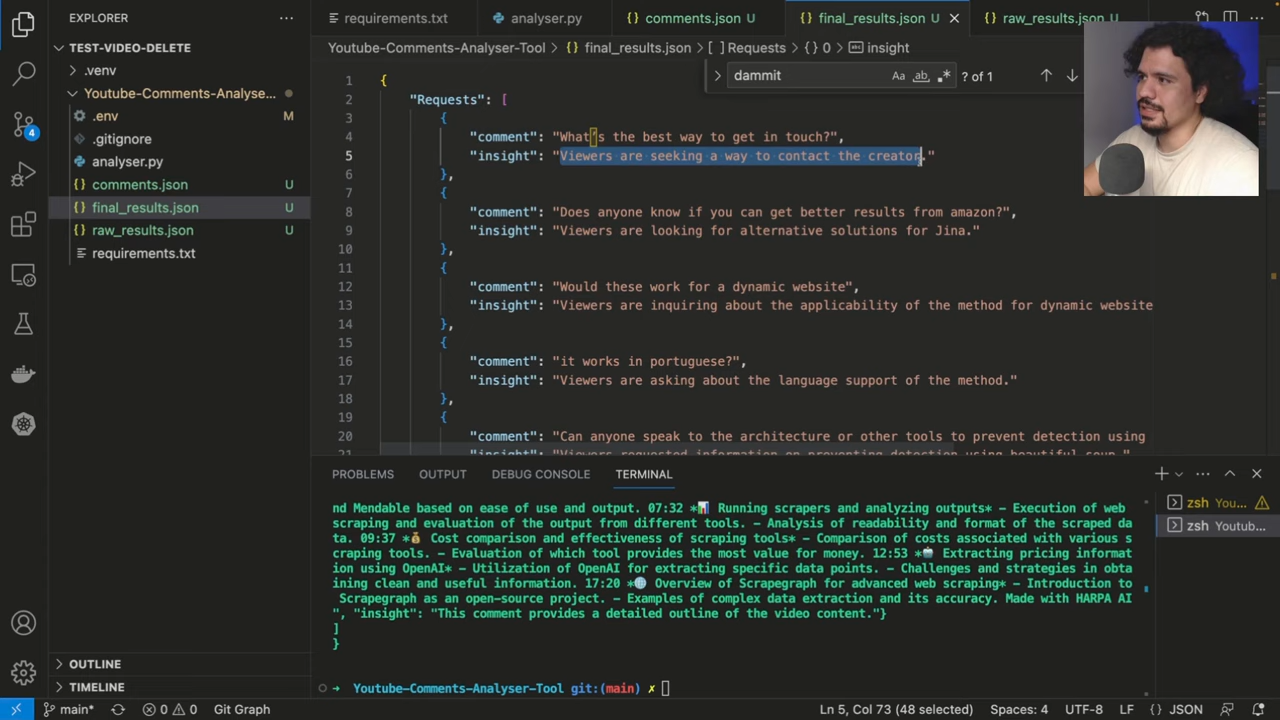 EXPLORER
requirements.txt
analyser.py
comments.json U
final_results.json U
raw_results.json U
TEST-VIDEO-DELETE
.venv
Youtube-Comments-Analyse...
.env M
.gitignore
analyser.py
comments.json U
final_results.json U
raw_results.json U
requirements.txt
4
Youtube-Comments-Analyser-Tool > {} final_results.json > [ ] Requests > {} 0 > abc insight
dammit
Aa ab .*
? of 1
1 {
2 "Requests": [
3 {
4 "comment": "What's the best way to get in touch?",
5 "insight": "Viewers are seeking a way to contact the creator."
6 },
7 {
8 "comment": "Does anyone know if you can get better results from amazon?",
9 "insight": "Viewers are looking for alternative solutions for Jina."
10 },
11 {
12 "comment": "Would these work for a dynamic website",
13 "insight": "Viewers are inquiring about the applicability of the method for dynamic website
14 },
15 {
16 "comment": "it works in portuguese?",
17 "insight": "Viewers are asking about the language support of the method."
18 },
19 {
20 "comment": "Can anyone speak to the architecture or other tools to prevent detection using
21 "insight": "Viewers requested information on preventing detection using beautiful soup."
PROBLEMS OUTPUT DEBUG CONSOLE TERMINAL
nd Mendable based on ease of use and output. 07:32 *📊 Running scrapers and analyzing outputs* – Execution of web
scraping and evaluation of the output from different tools. – Analysis of readability and format of the scraped da
ta. 09:37 *💰 Cost comparison and effectiveness of scraping tools* – Comparison of costs associated with various s
craping tools. – Evaluation of which tool provides the most value for money. 12:53 *🤖 Extracting pricing informat
ion using OpenAI* – Utilization of OpenAI for extracting specific data points. – Challenges and strategies in obta
ining clean and useful information. 17:20 *🌐 Overview of Scrapegraph for advanced web scraping* – Introduction to
Scrapegraph as an open-source project. – Examples of complex data extraction and its accuracy. Made with HARPA AI
", "insight": "This comment provides a detailed outline of the video content."}
]
}
Youtube-Comments-Analyser-Tool git:(main) ✗
zsh You...
zsh Youtub...
OUTLINE
TIMELINE
main* 0 0 Git Graph
Ln 5, Col 73 (48 selected) Spaces: 4 UTF-8 LF {} JSON